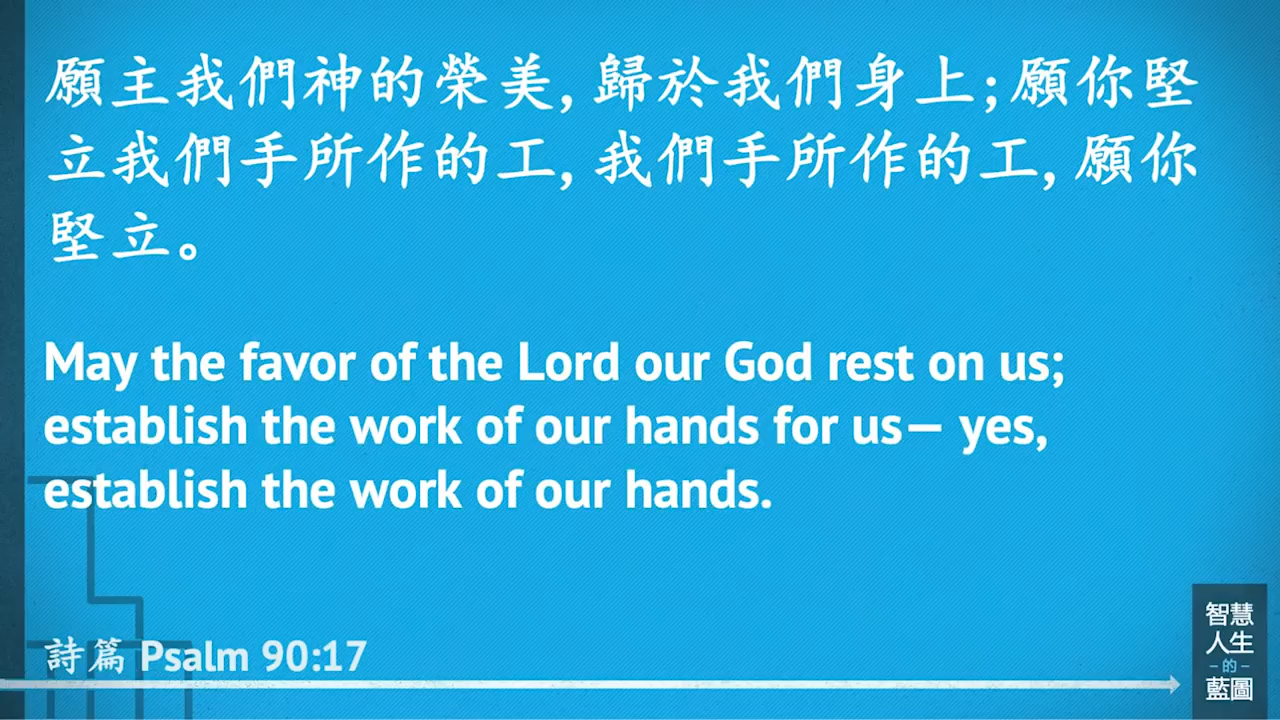 願主我們神的榮美,歸於我們身上;願你堅
立我們手所作的工,我們手所作的工,願你
堅立。
May the favor of the Lord our God rest on us;
establish the work of our hands for us— yes,
establish the work of our hands.
詩篇 Psalm 90:17
智慧
人生
–的–
藍圖